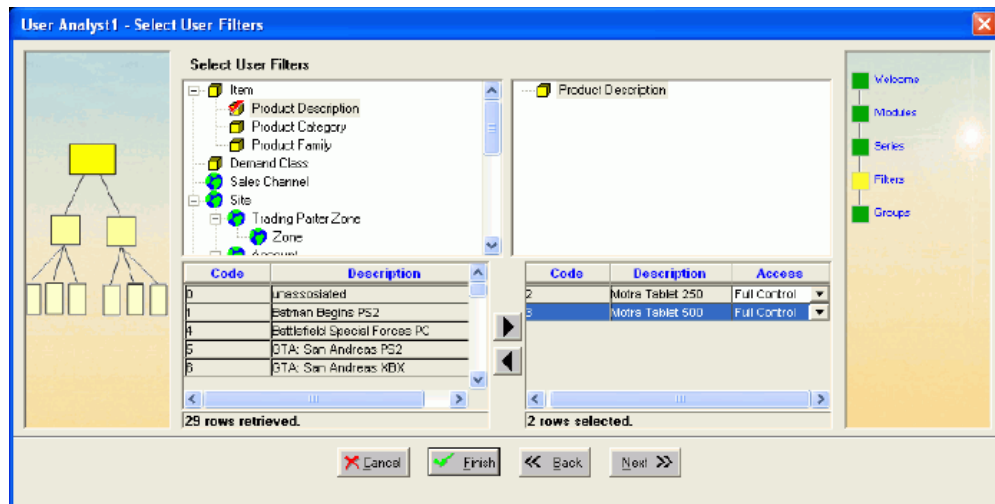 User Analyst1 - Select User Filters
Select User Filters
Item
Product Description
Product Category
Product Family
Demand Class
Sales Channel
Site
Trading Parter Zone
Zone
Account
Product Description
Code Description
0 unassosiated
1 Batman Begins PS2
4 Battlefield Special Forces PC
5 GTA: San Andreas PS2
6 GTA: San Andreas XBX
29 rows retrieved.
Code Description Access
2 Motra Tablet 250 Full Control
3 Motra Tablet 500 Full Control
2 rows selected.
Welcome
Modules
Series
Filters
Groups
Cancel Finish Back Next